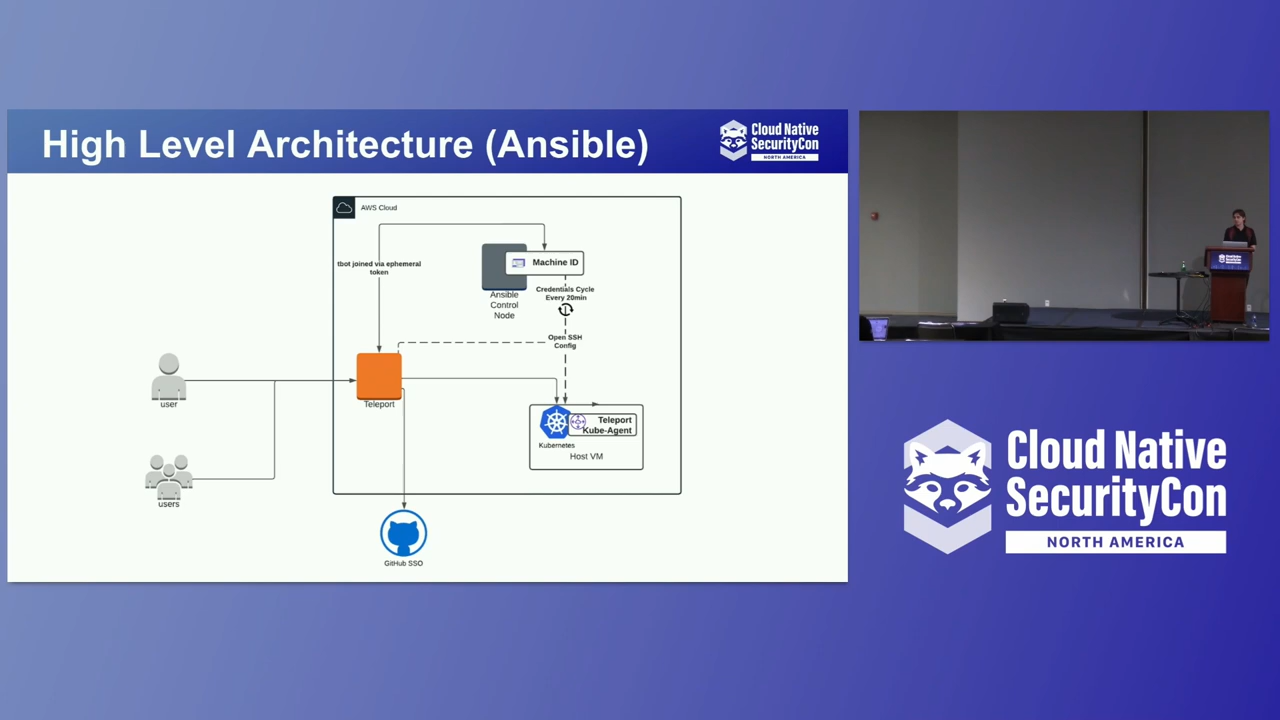 High Level Architecture (Ansible)
Cloud Native
SecurityCon
NORTH AMERICA
AWS Cloud
tbot joined via ephemeral
token
Machine ID
Ansible
Control
Node
Credentials Cycle
Every 20min
Open SSH
Config
Teleport
user
users
Teleport
Kube-Agent
Kubernetes
Host VM
GitHub SSO
Cloud Native
SecurityCon
NORTH AMERICA